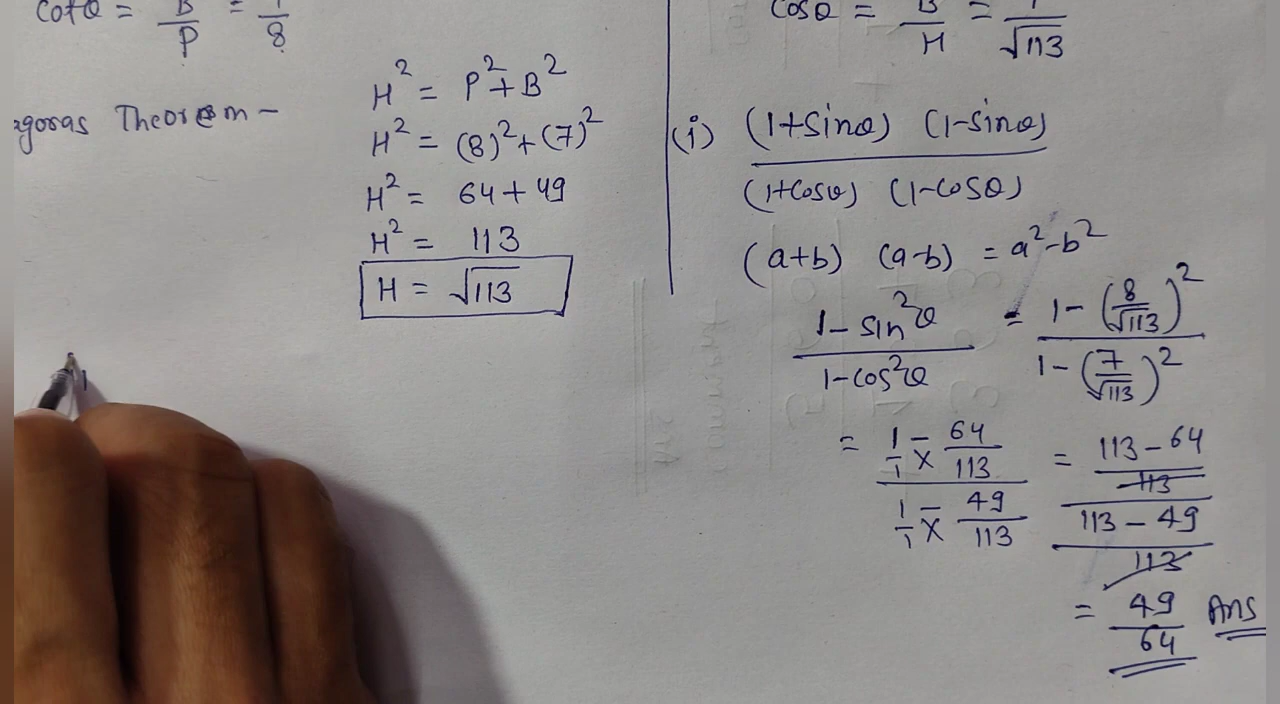 Cotθ = B/P = 7/8
agoras Theorem -
H² = P² + B²
H² = (8)² + (7)²
H² = 64 + 49
H² = 113
H = √113
Cosθ = B/H = 7/√113
(i) (1+Sinθ) (1-Sinθ)
(1+Cosθ) (1-CosθS)
(a+b) (a-b) = a²-b²
1 - Sin²θ / 1 - Cos²θ = 1 - (8/√113)² / 1 - (7/√113)²
= 1/1 - 64/113 / 1/1 - 49/113 = 113 - 64 / 113 / 113 - 49 / 113
= 49/64 Ans